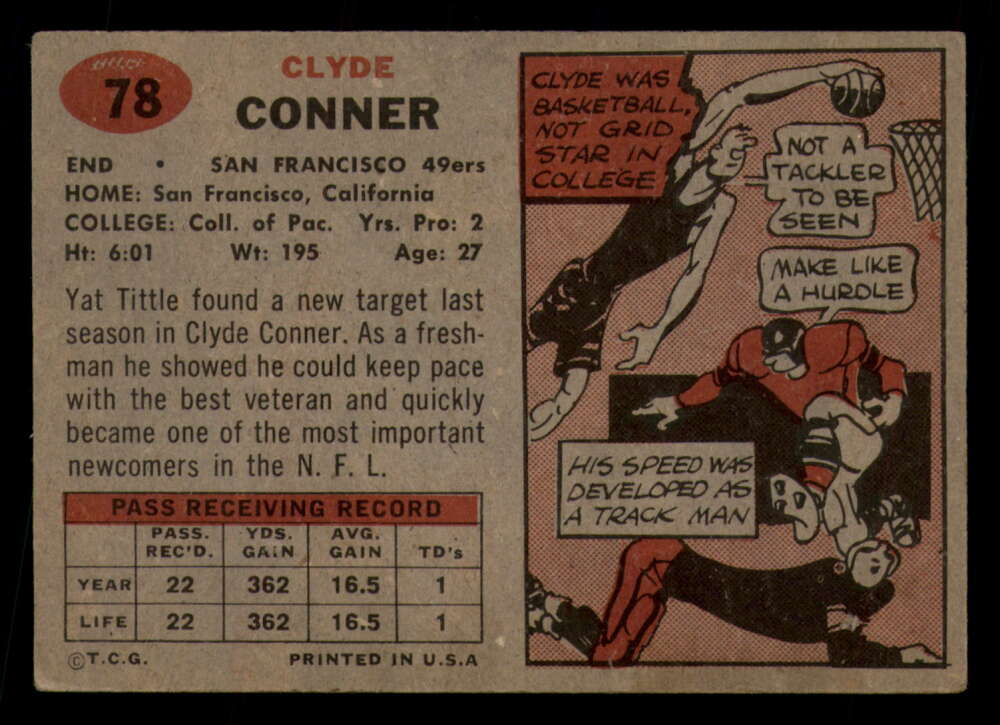 78
CLYDE
CONNER
END • SAN FRANCISCO 49ers
HOME: San Francisco, California
COLLEGE: Coll. of Pac. Yrs. Pro: 2
Ht: 6:01 Wt: 195 Age: 27
Yat Tittle found a new target last
season in Clyde Conner. As a fresh-
man he showed he could keep pace
with the best veteran and quickly
became one of the most important
newcomers in the N. F. L.
PASS RECEIVING RECORD
PASS. REC'D. YDS. GAIN AVG. GAIN TD's
YEAR 22 362 16.5 1
LIFE 22 362 16.5 1
©T.C.G. PRINTED IN U.S.A
CLYDE WAS
BASKETBALL,
NOT GRID
STAR IN
COLLEGE
NOT A
TACKLER
TO BE
SEEN
MAKE LIKE
A HURDLE
HIS SPEED WAS
DEVELOPED AS
A TRACK MAN